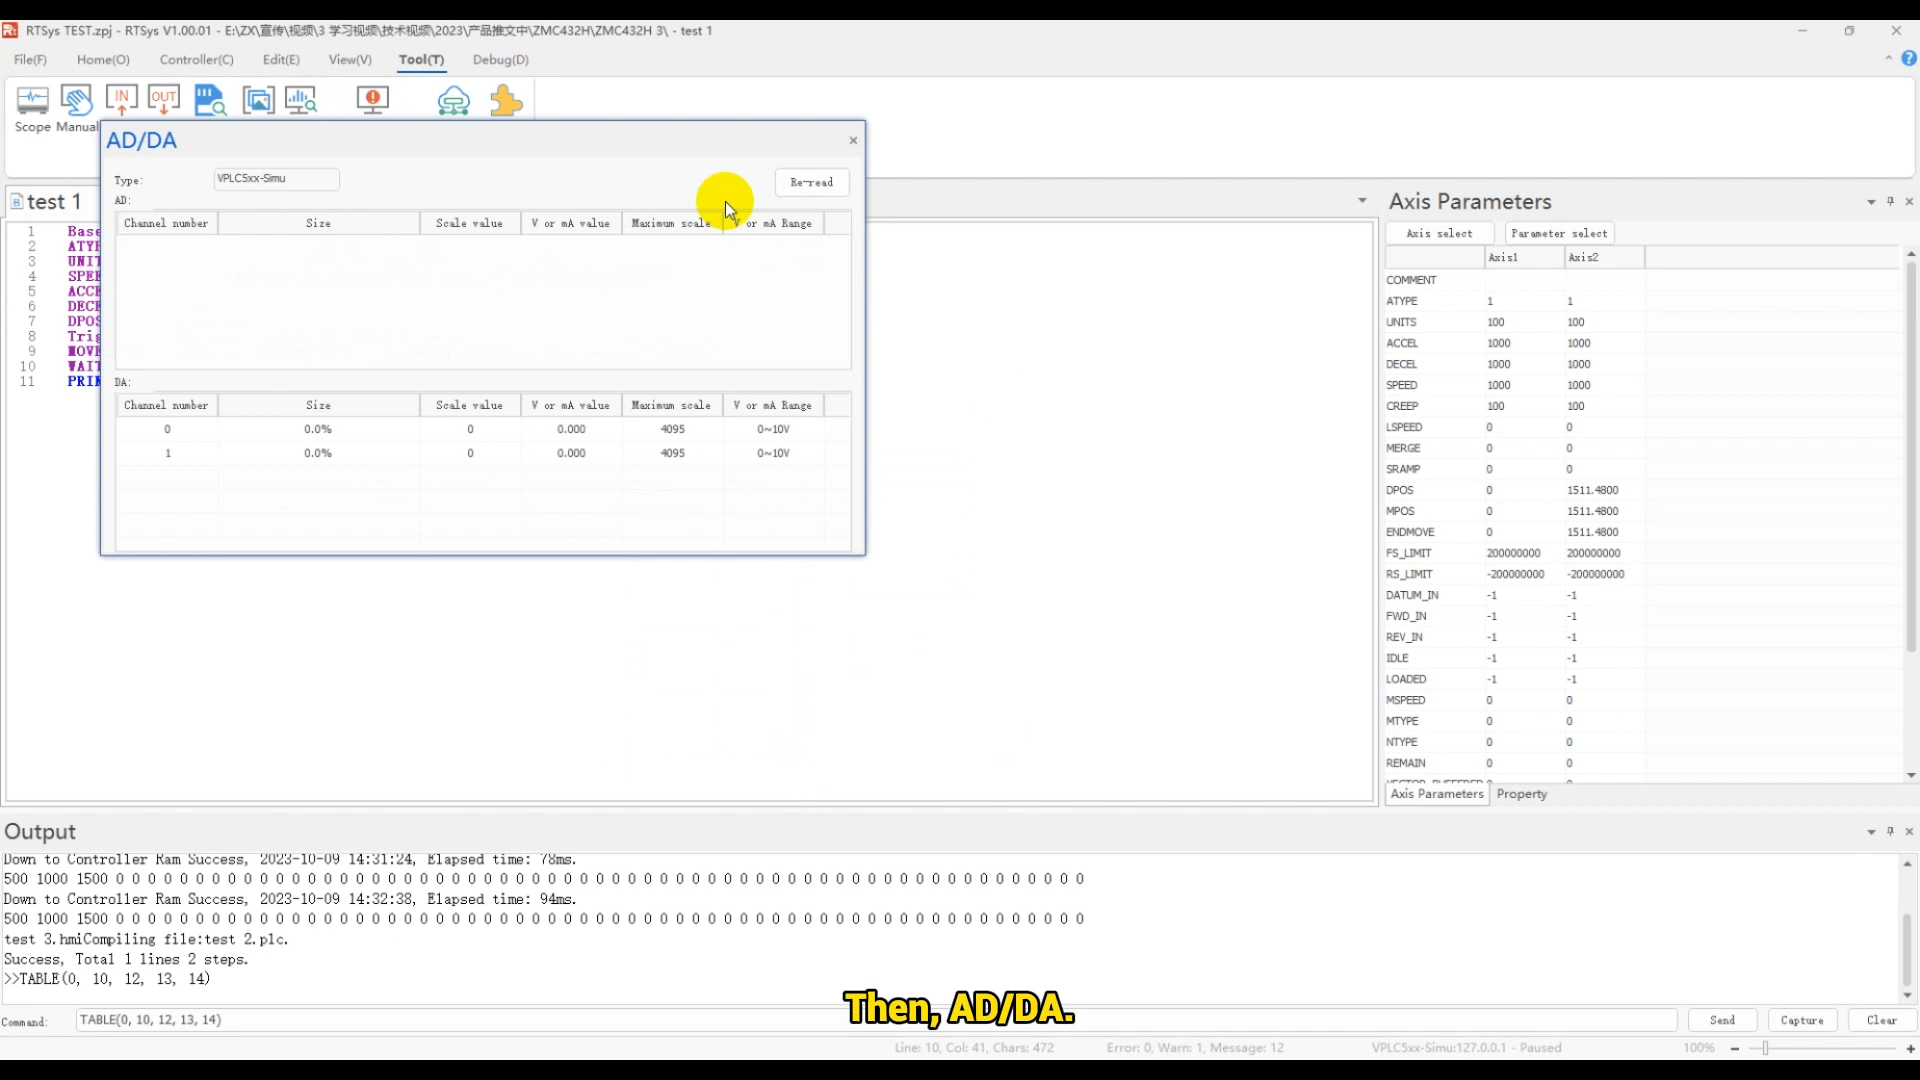 RTSys TEST.zpj - RTSys V1.00.01 - E:\ZX\宣传\视频\3 学习视频\技术视频\2023\产品推文中\ZMC432H\ZMC432H 3\ - test 1
File(F) Home(O) Controller(C) Edit(E) View(V) Tool(T) Debug(D)
IN OUT
Scope Manual
AD/DA
Type: VPLC5xx-Simu Re-read
AD:
Channel number Size Scale value V or mA value Maximum scale V or mA Range
DA:
Channel number Size Scale value V or mA value Maximum scale V or mA Range
0 0.0% 0 0.000 4095 0~10V
1 0.0% 0 0.000 4095 0~10V
test 1
1 Base
2 ATYP
3 UNIT
4 SPEE
5 ACCE
6 DECE
7 DPOS
8 Trig
9 MOVE
10 WAIT
11 PRIN
Axis Parameters
Axis select Parameter select
Axis1 Axis2
COMMENT
ATYPE 1 1
UNITS 100 100
ACCEL 1000 1000
DECEL 1000 1000
SPEED 1000 1000
CREEP 100 100
LSPEED 0 0
MERGE 0 0
SRAMP 0 0
DPOS 0 1511.4800
MPOS 0 1511.4800
ENDMOVE 0 1511.4800
FS_LIMIT 200000000 200000000
RS_LIMIT -200000000 -200000000
DATUM_IN -1 -1
FWD_IN -1 -1
REV_IN -1 -1
IDLE -1 -1
LOADED -1 -1
MSPEED 0 0
MTYPE 0 0
NTYPE 0 0
REMAIN 0 0
Axis Parameters Property
Output
Down to Controller Ram Success, 2023-10-09 14:31:24, Elapsed time: 78ms.
500 1000 1500 0 0 0 0 0 0 0 0 0 0 0 0 0 0 0 0 0 0 0 0 0 0 0 0 0 0 0 0 0 0 0 0 0 0 0 0 0 0 0 0 0 0 0 0 0 0 0 0 0 0 0 0 0 0 0 0 0 0 0 0
Down to Controller Ram Success, 2023-10-09 14:32:38, Elapsed time: 94ms.
500 1000 1500 0 0 0 0 0 0 0 0 0 0 0 0 0 0 0 0 0 0 0 0 0 0 0 0 0 0 0 0 0 0 0 0 0 0 0 0 0 0 0 0 0 0 0 0 0 0 0 0 0 0 0 0 0 0 0 0 0 0 0 0
test 3.hmiCompiling file:test 2.plc.
Success, Total 1 lines 2 steps.
>>TABLE(0, 10, 12, 13, 14)
Then, AD/DA.
Command: TABLE(0, 10, 12, 13, 14) Send Capture Clear
Line: 10, Col: 41, Chars: 472 Error: 0, Warn: 1, Message: 12 VPLC5xx-Simu:127.0.0.1 - Paused 100%